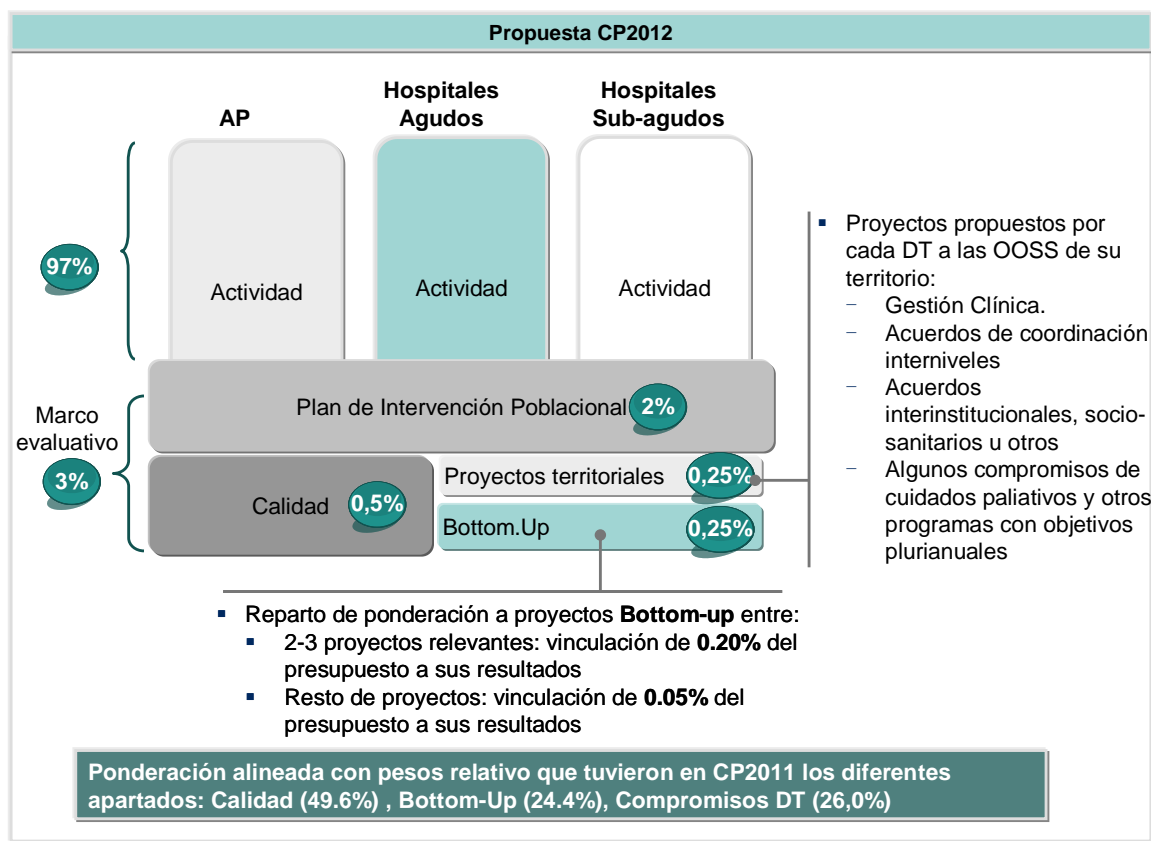 Propuesta CP2012
AP
Hospitales
Agudos
Hospitales
Sub-agudos
97%
Actividad
Actividad
Actividad
Marco
evaluativo
3%
Plan de Intervención Poblacional
2%
Calidad
0,5%
Proyectos territoriales
0,25%
Bottom.Up
0,25%
▪ Proyectos propuestos por
cada DT a las OOSS de su
territorio:
− Gestión Clínica.
− Acuerdos de coordinación
interniveles
− Acuerdos
interinstitucionales, socio-
sanitarios u otros
− Algunos compromisos de
cuidados paliativos y otros
programas con objetivos
plurianuales
▪ Reparto de ponderación a proyectos Bottom-up entre:
▪ 2-3 proyectos relevantes: vinculación de 0.20% del
presupuesto a sus resultados
▪ Resto de proyectos: vinculación de 0.05% del
presupuesto a sus resultados
Ponderación alineada con pesos relativo que tuvieron en CP2011 los diferentes
apartados: Calidad (49.6%) , Bottom-Up (24.4%), Compromisos DT (26,0%)